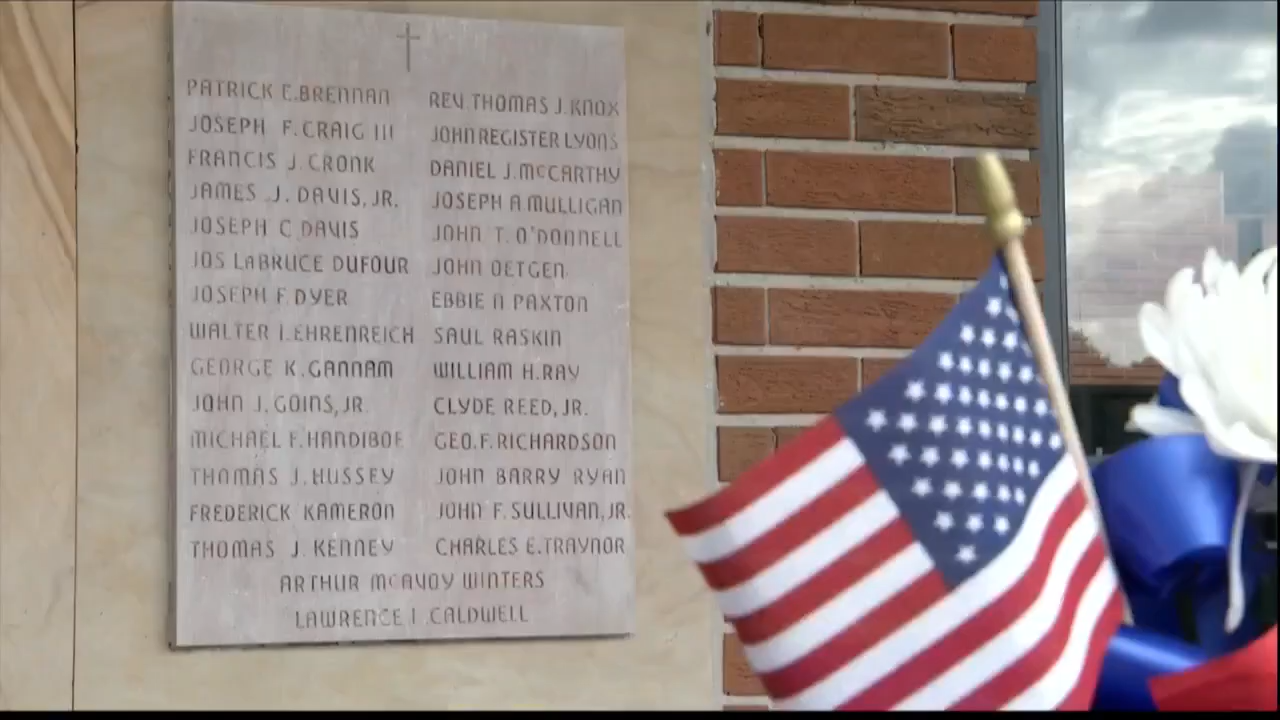 PATRICK E. BRENNAN
JOSEPH F. CRAIG III
FRANCIS J. CRONK
JAMES J. DAVIS, JR.
JOSEPH C DAVIS
JOS LABRUCE DUFOUR
JOSEPH F. DYER
WALTER I. EHRENREICH
GEORGE K. GANNAM
JOHN J. GOINS, JR.
MICHAEL F. HANDIBOE
THOMAS J. HUSSEY
FREDERICK KAMERON
THOMAS J. KENNEY
REV. THOMAS J. KNOX
JOHN REGISTER LYONS
DANIEL J. McCARTHY
JOSEPH A MULLIGAN
JOHN T. O'DONNELL
JOHN OETGEN
EBBIE A PAXTON
SAUL RASKIN
WILLIAM H. RAY
CLYDE REED, JR.
GEO. F. RICHARDSON
JOHN BARRY RYAN
JOHN F. SULLIVAN, JR.
CHARLES E. TRAYNOR
ARTHUR McAVOY WINTERS
LAWRENCE I. CALDWELL